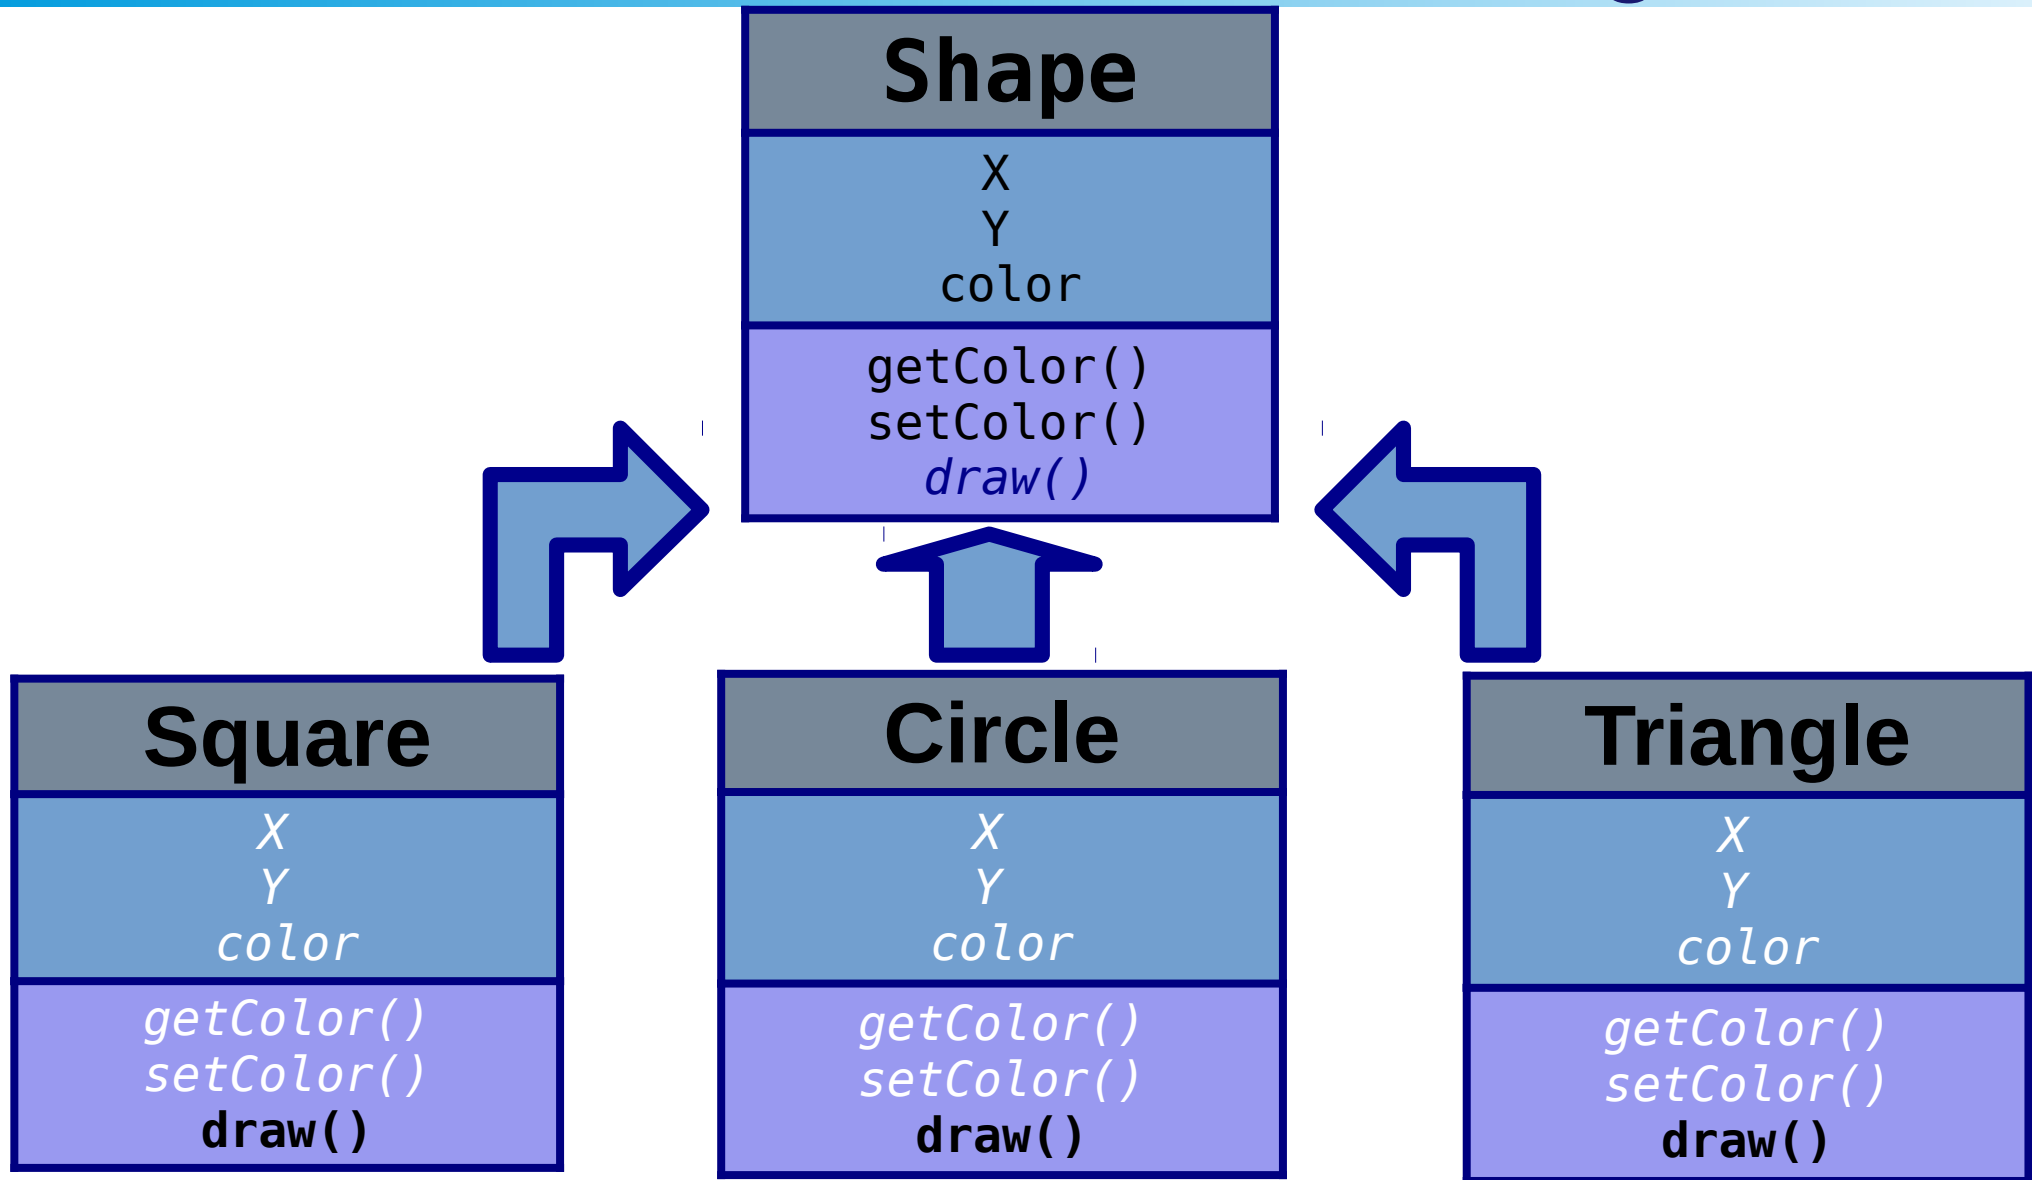 Shape
X
Y
color
getColor()
setColor()
draw()
Square
X
Y
color
getColor()
setColor()
draw()
Circle
X
Y
color
getColor()
setColor()
draw()
Triangle
X
Y
color
getColor()
setColor()
draw()